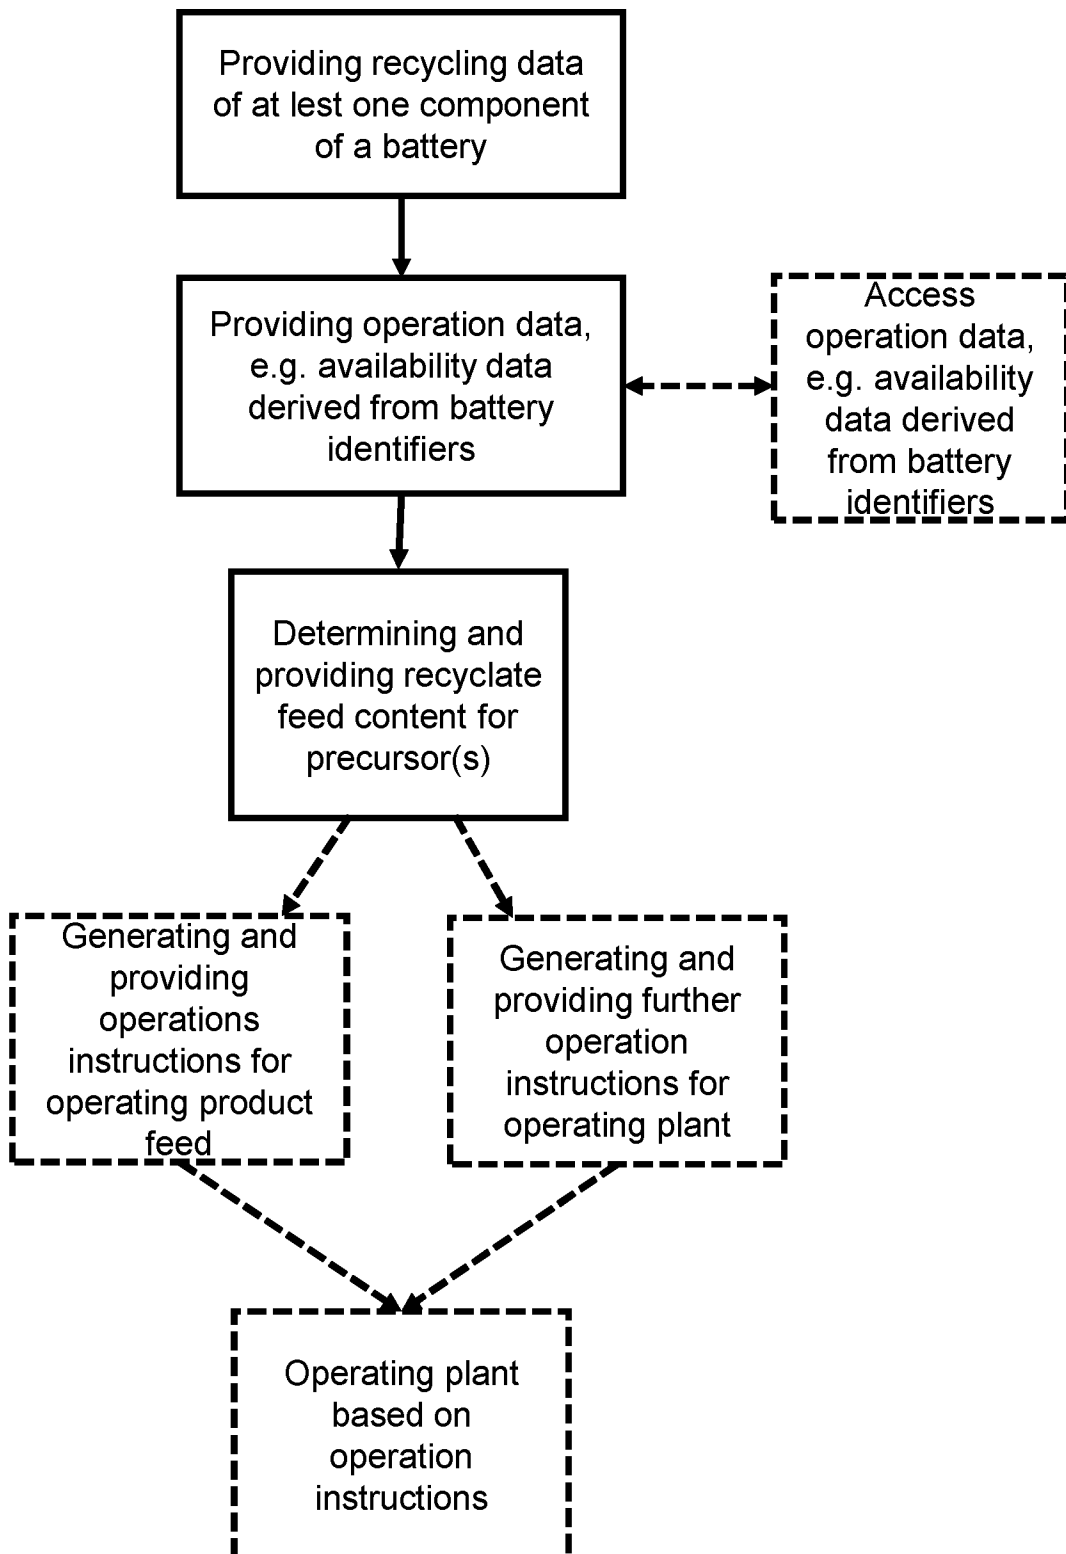 Providing recycling data
of at lest one component
of a battery
Providing operation data,
e.g. availability data
derived from battery
identifiers
Access
operation data,
e.g. availability
data derived
from battery
identifiers
Determining and
providing recyclate
feed content for
precursor(s)
Generating and
providing
operations
instructions for
operating product
feed
Generating and
providing further
operation
instructions for
operating plant
Operating plant
based on
operation
instructions